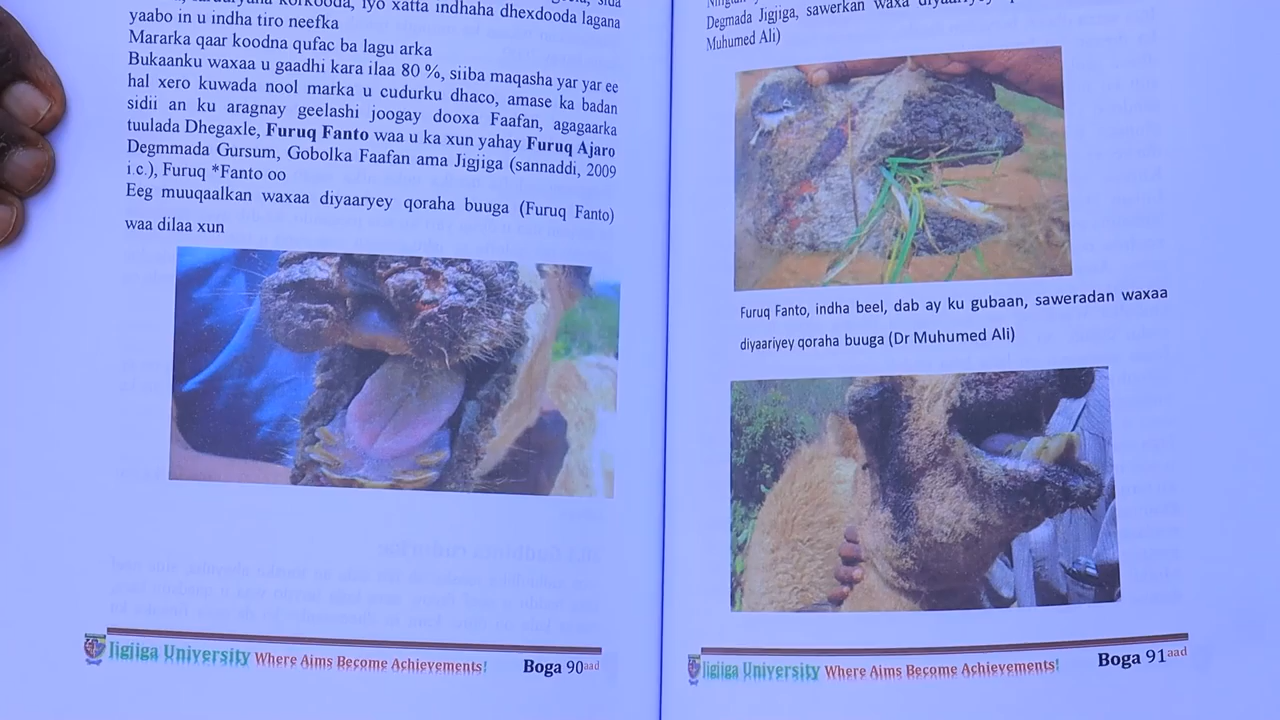 iyo xatta indhaha dhexdooda lagana
yaabo in u indha tiro neefka
Mararka qaar koodna qufac ba lagu arka
Bukaanku waxaa u gaadhi kara ilaa 80 %, siiba maqasha yar yar ee
hal xero kuwada nool marka u cudurku dhaco, amase ka badan
sidii an ku aragnay geelashi joogay dooxa Faafan, agagaarka
tuulada Dhegaxle, Furuq Fanto waa u ka xun yahay Furuq Ajaro
Degmmada Gursum, Gobolka Faafan ama Jigjiga (sannaddi, 2009
i.c.), Furuq *Fanto oo
Eeg muuqaalkan waxaa diyaaryey qoraha buuga (Furuq Fanto)
waa dilaa xun
Jigjiga University Where Aims Become Achievements!
Boga 90aad
Degmada Jigjiga, sawerkan waxa
Muhumed Ali)
Furuq Fanto, indha beel, dab ay ku gubaan, saweradan waxaa
diyaariyey qoraha buuga (Dr Muhumed Ali)
Jigjiga University Where Aims Become Achievements!
Boga 91aad